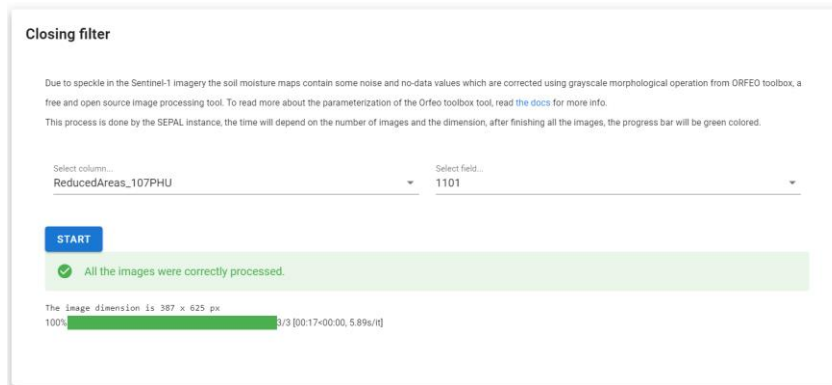 Closing filter
Due to speckle in the Sentinel-1 imagery the soil moisture maps contain some noise and no-data values which are corrected using grayscale morphological operation from ORFEO toolbox, a
free and open source image processing tool. To read more about the parameterization of the Orfeo toolbox tool, read the docs for more info.
This process is done by the SEPAL instance, the time will depend on the number of images and the dimension, after finishing all the images, the progress bar will be green colored.
Select column...
ReducedAreas_107PHU
Select field...
1101
START
All the images were correctly processed.
The image dimension is 387 x 625 px
100% 3/3 [00:17<00:00, 5.89s/it]